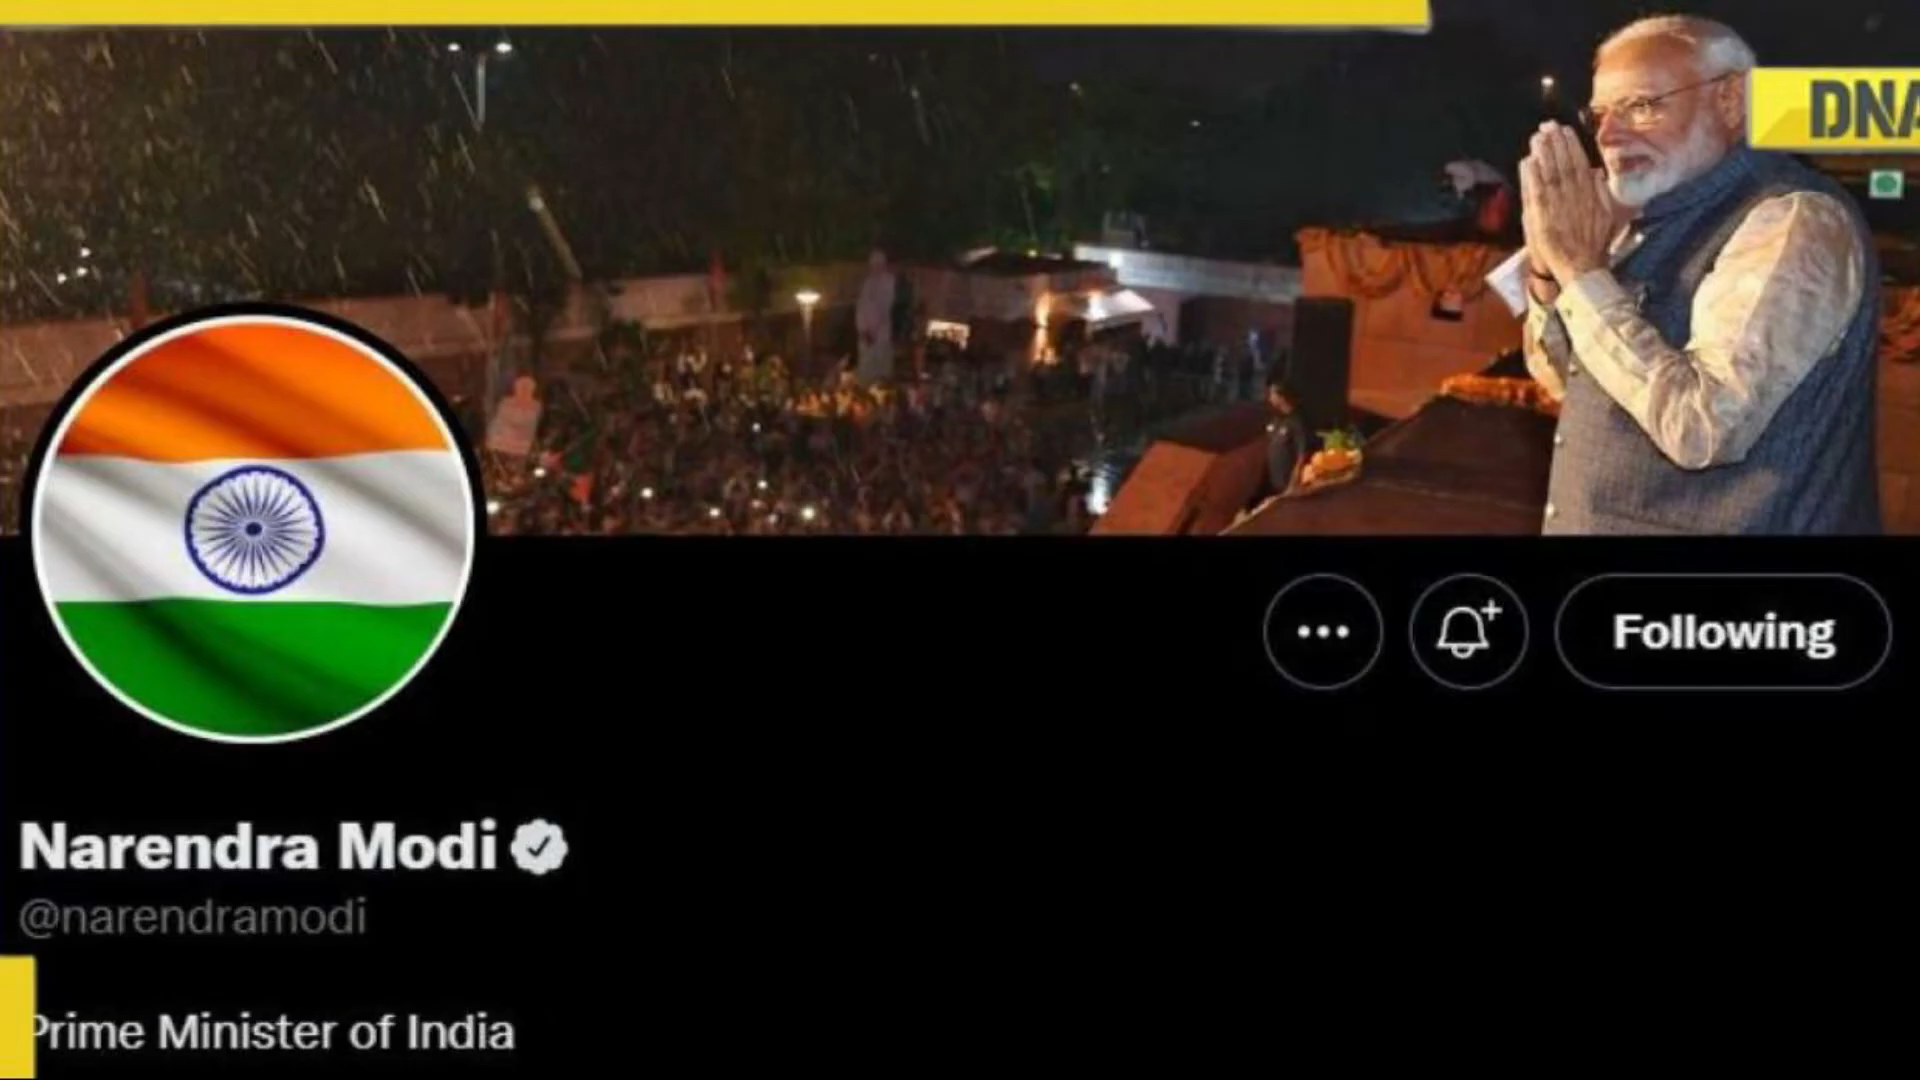 DNA
Following
Narendra Modi
@narendramodi
Prime Minister of India